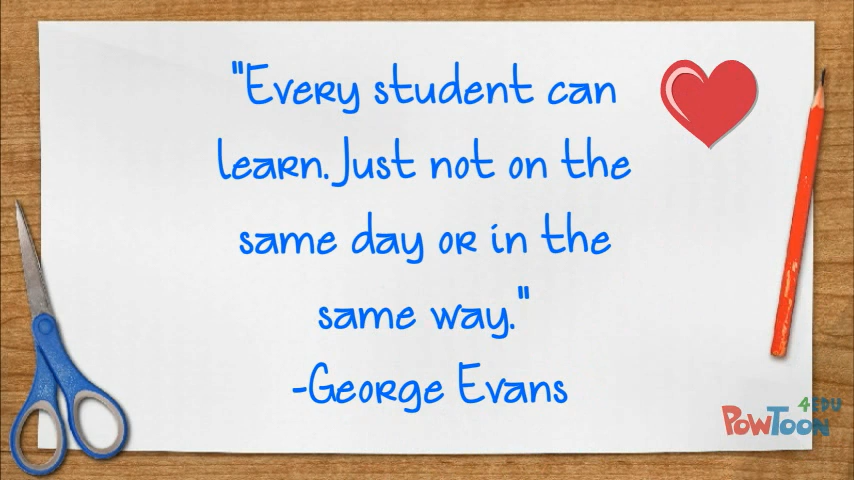 "Every student can
learn. Just not on the
same day or in the
same way."
-George Evans
4EDU
POWTOON